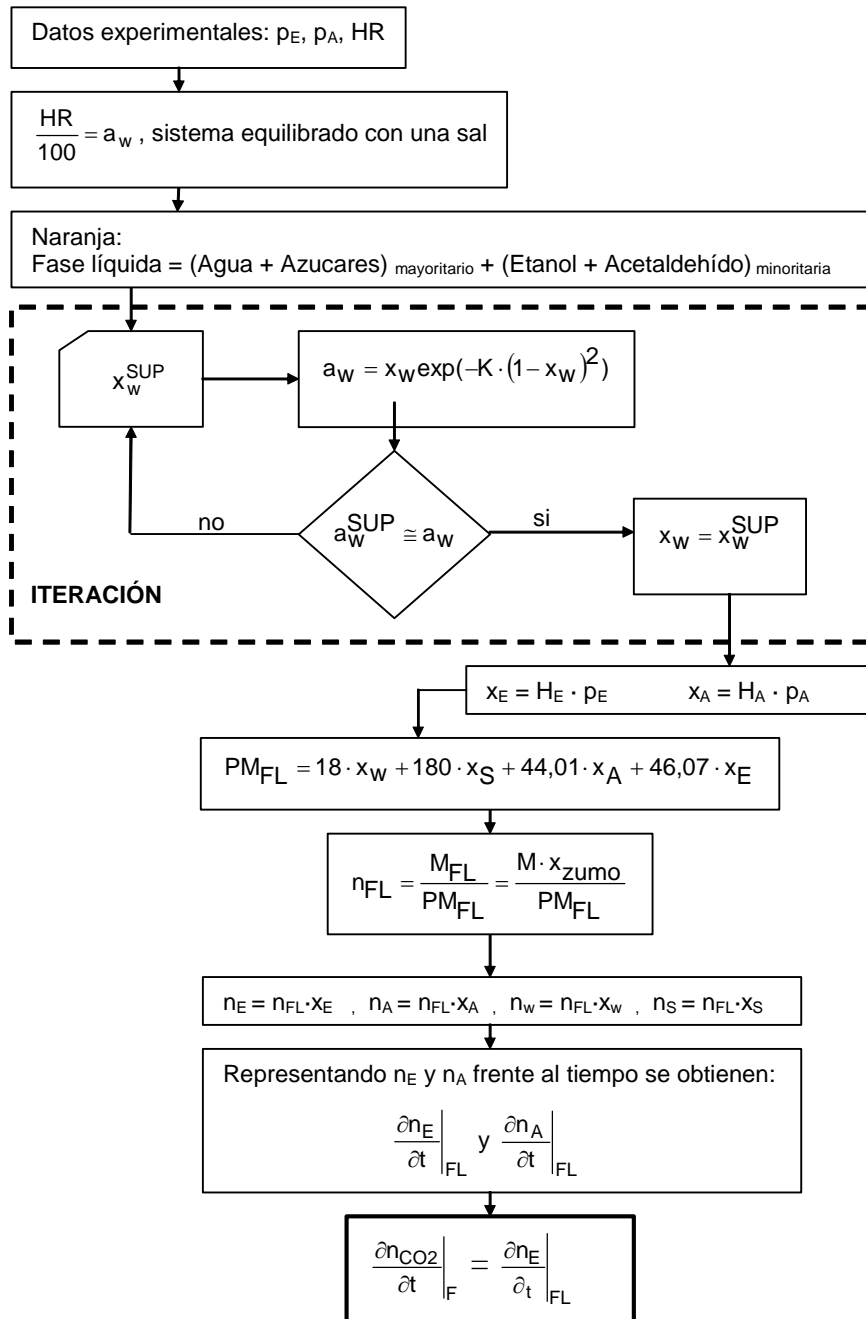 Datos experimentales: p_E, p_A, HR
HR/100 = a_w , sistema equilibrado con una sal
Naranja:
Fase líquida = (Agua + Azucares) mayoritario + (Etanol + Acetaldehído) minoritaria
x_w^SUP
a_w = x_w exp(−K · (1 − x_w)^2)
no
a_w^SUP ≅ a_w
si
x_w = x_w^SUP
ITERACIÓN
x_E = H_E · p_E x_A = H_A · p_A
PM_FL = 18 · x_w + 180 · x_S + 44,01 · x_A + 46,07 · x_E
n_FL = M_FL/PM_FL = M · x_zumo/PM_FL
n_E = n_FL·x_E , n_A = n_FL·x_A , n_w = n_FL·x_w , n_S = n_FL·x_S
Representando n_E y n_A frente al tiempo se obtienen:
∂n_E/∂t |_FL y ∂n_A/∂t |_FL
∂n_CO2/∂t |_F = ∂n_E/∂_t |_FL